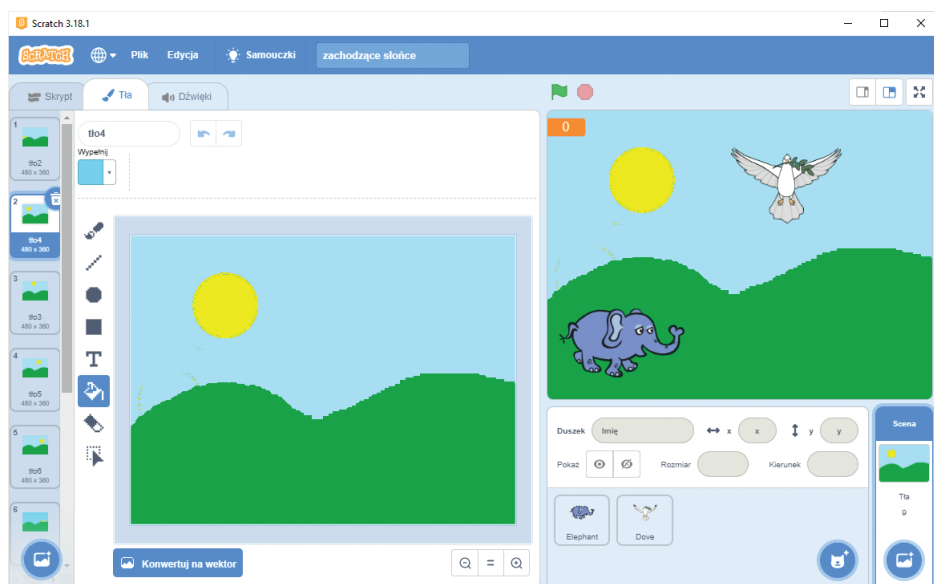 Scratch 3.18.1
SCRATCH Plik Edycja Samouczki zachodzące słońce
Skrypt Tła Dźwięki
1
tło2
480 x 360
2
tło4
480 x 360
3
tło3
480 x 360
4
tło5
480 x 360
5
tło6
480 x 360
6
tło4
Wypełnij
T
Konwertuj na wektor
=
0
Duszek Imię x x y y
Pokaż Rozmiar Kierunek
Elephant Dove
Scena
Tła
9